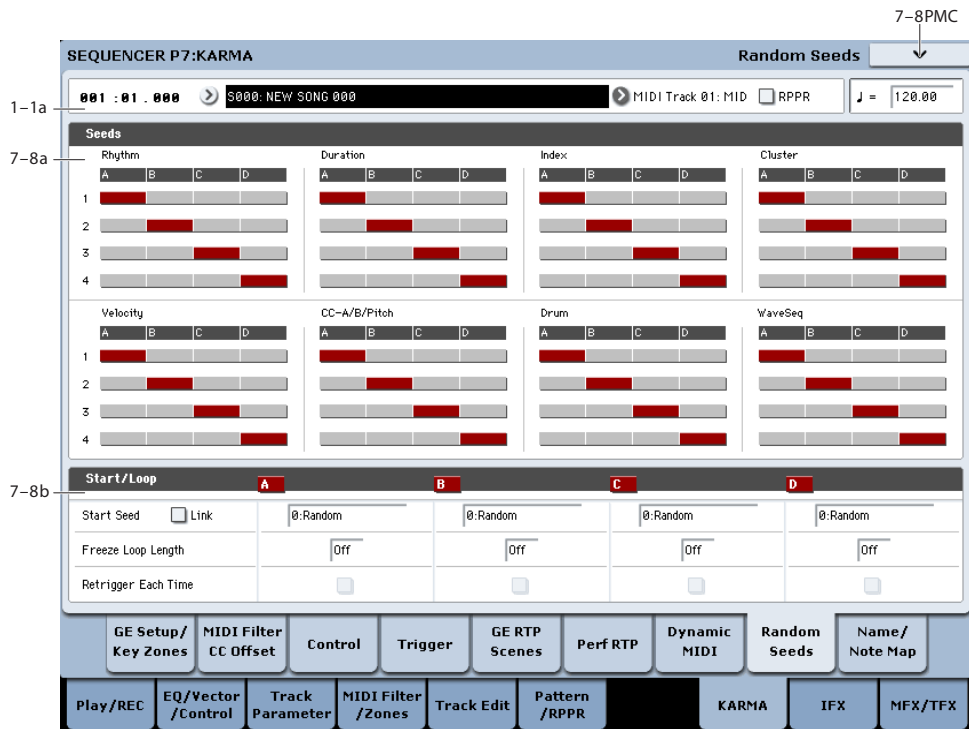 7-8PMC
SEQUENCER P7:KARMA Random Seeds
1-1a
001 :01 . 000 S000: NEW SONG 000 MIDI Track 01: MID RPPR ♩ = 120.00
Seeds
7-8a
Rhythm Duration Index Cluster
A B C D A B C D A B C D A B C D
1
2
3
4
Velocity CC-A/B/Pitch Drum WaveSeq
A B C D A B C D A B C D A B C D
1
2
3
4
7-8b
Start/Loop A B C D
Start Seed Link 0:Random 0:Random 0:Random 0:Random
Freeze Loop Length Off Off Off Off
Retrigger Each Time
GE Setup/ MIDI Filter Control Trigger GE RTP Perf RTP Dynamic Random Name/
Key Zones CC Offset Scenes MIDI Seeds Note Map
Play/REC EQ/Vector Track MIDI Filter Track Edit Pattern KARMA IFX MFX/TFX
/Control Parameter /Zones /RPPR